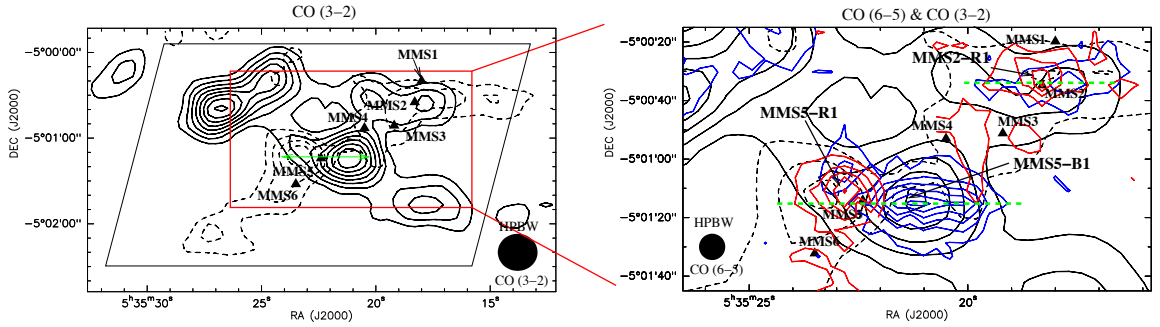 CO (3−2)
−5°00'00"
−5°01'00"
−5°02'00"
DEC (J2000)
MMS1
MMS2
MMS4
MMS3
MMS5
MMS6
HPBW
CO (3−2)
5ʰ35ᵐ30ˢ
25ˢ
20ˢ
15ˢ
RA (J2000)
CO (6−5) & CO (3−2)
−5°00'20"
−5°00'40"
−5°01'00"
−5°01'20"
−5°01'40"
DEC (J2000)
MMS1
MMS2−R1
MMS2
MMS5−R1
MMS4
MMS3
MMS5−B1
MMS5
MMS6
HPBW
CO (6−5)
5ʰ35ᵐ25ˢ
20ˢ
RA (J2000)